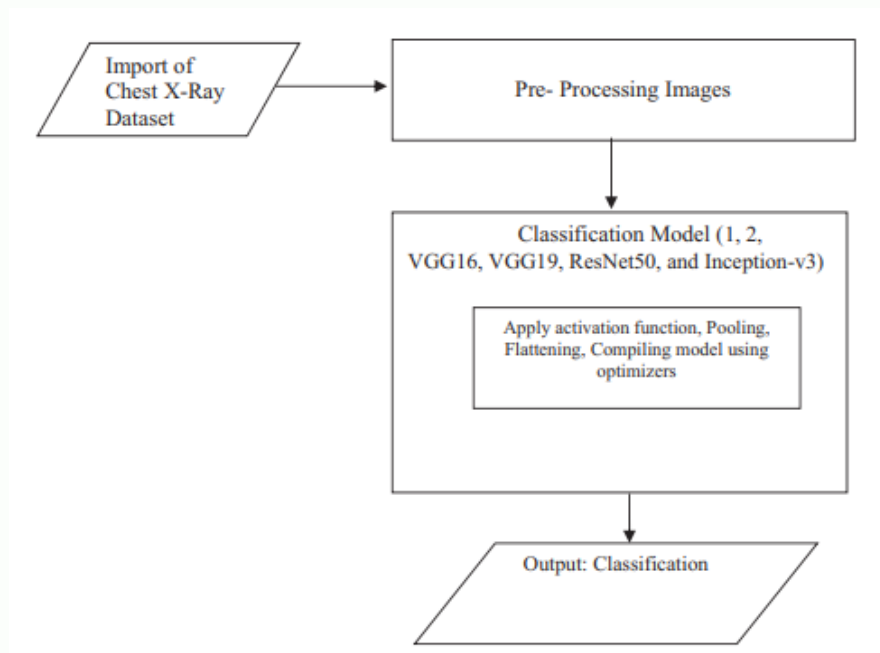 Import of
Chest X-Ray
Dataset
Pre- Processing Images
Classification Model (1, 2,
VGG16, VGG19, ResNet50, and Inception-v3)
Apply activation function, Pooling,
Flattening, Compiling model using
optimizers
Output: Classification